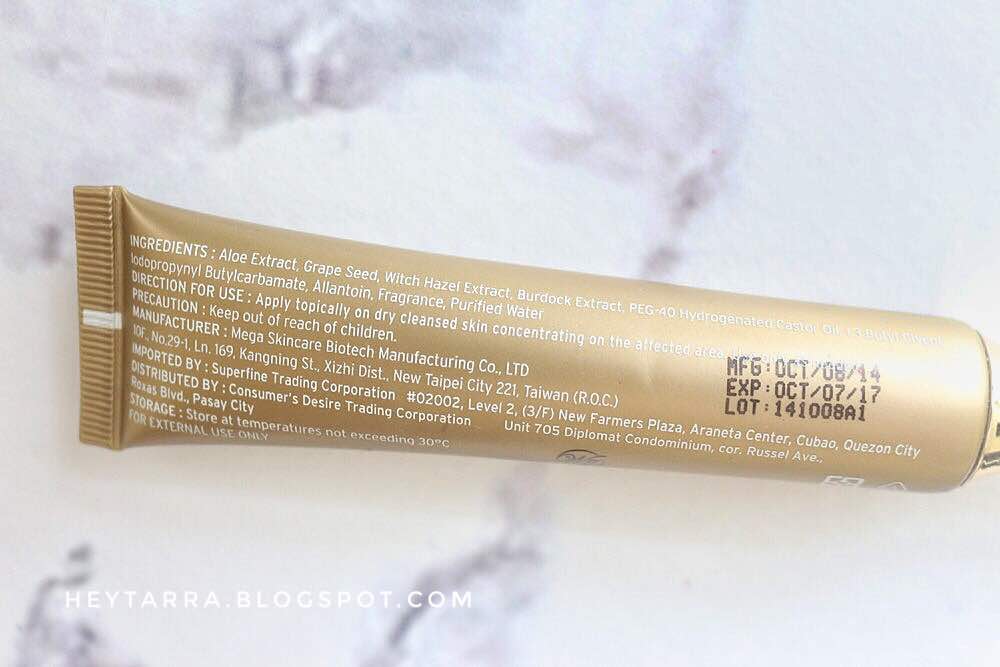 INGREDIENTS : Aloe Extract, Grape Seed, Witch Hazel Extract, Burdock Extract, PEG-40 Hydrogenated Castor Oil, 1.3 Butyl Glycol,
Iodopropynyl Butylcarbamate, Allantoin, Fragrance, Purified Water
DIRECTION FOR USE : Apply topically on dry cleansed skin concentrating on the affected area
PRECAUTION : Keep out of reach of children.
MANUFACTURER : Mega Skincare Biotech Manufacturing Co., LTD
10F., No.29-1, Ln. 169, Kangning St., Xizhi Dist., New Taipei City 221, Taiwan (R.O.C.)
IMPORTED BY : Superfine Trading Corporation #02002, Level 2, (3/F) New Farmers Plaza, Araneta Center, Cubao, Quezon City
DISTRIBUTED BY : Consumer's Desire Trading Corporation Unit 705 Diplomat Condominium, cor. Russel Ave.,
Roxas Blvd., Pasay City
STORAGE : Store at temperatures not exceeding 30°C
FOR EXTERNAL USE ONLY
MFG:OCT/08/14
EXP:OCT/07/17
LOT:141008A1
HEYTARRA.BLOGSPOT.COM